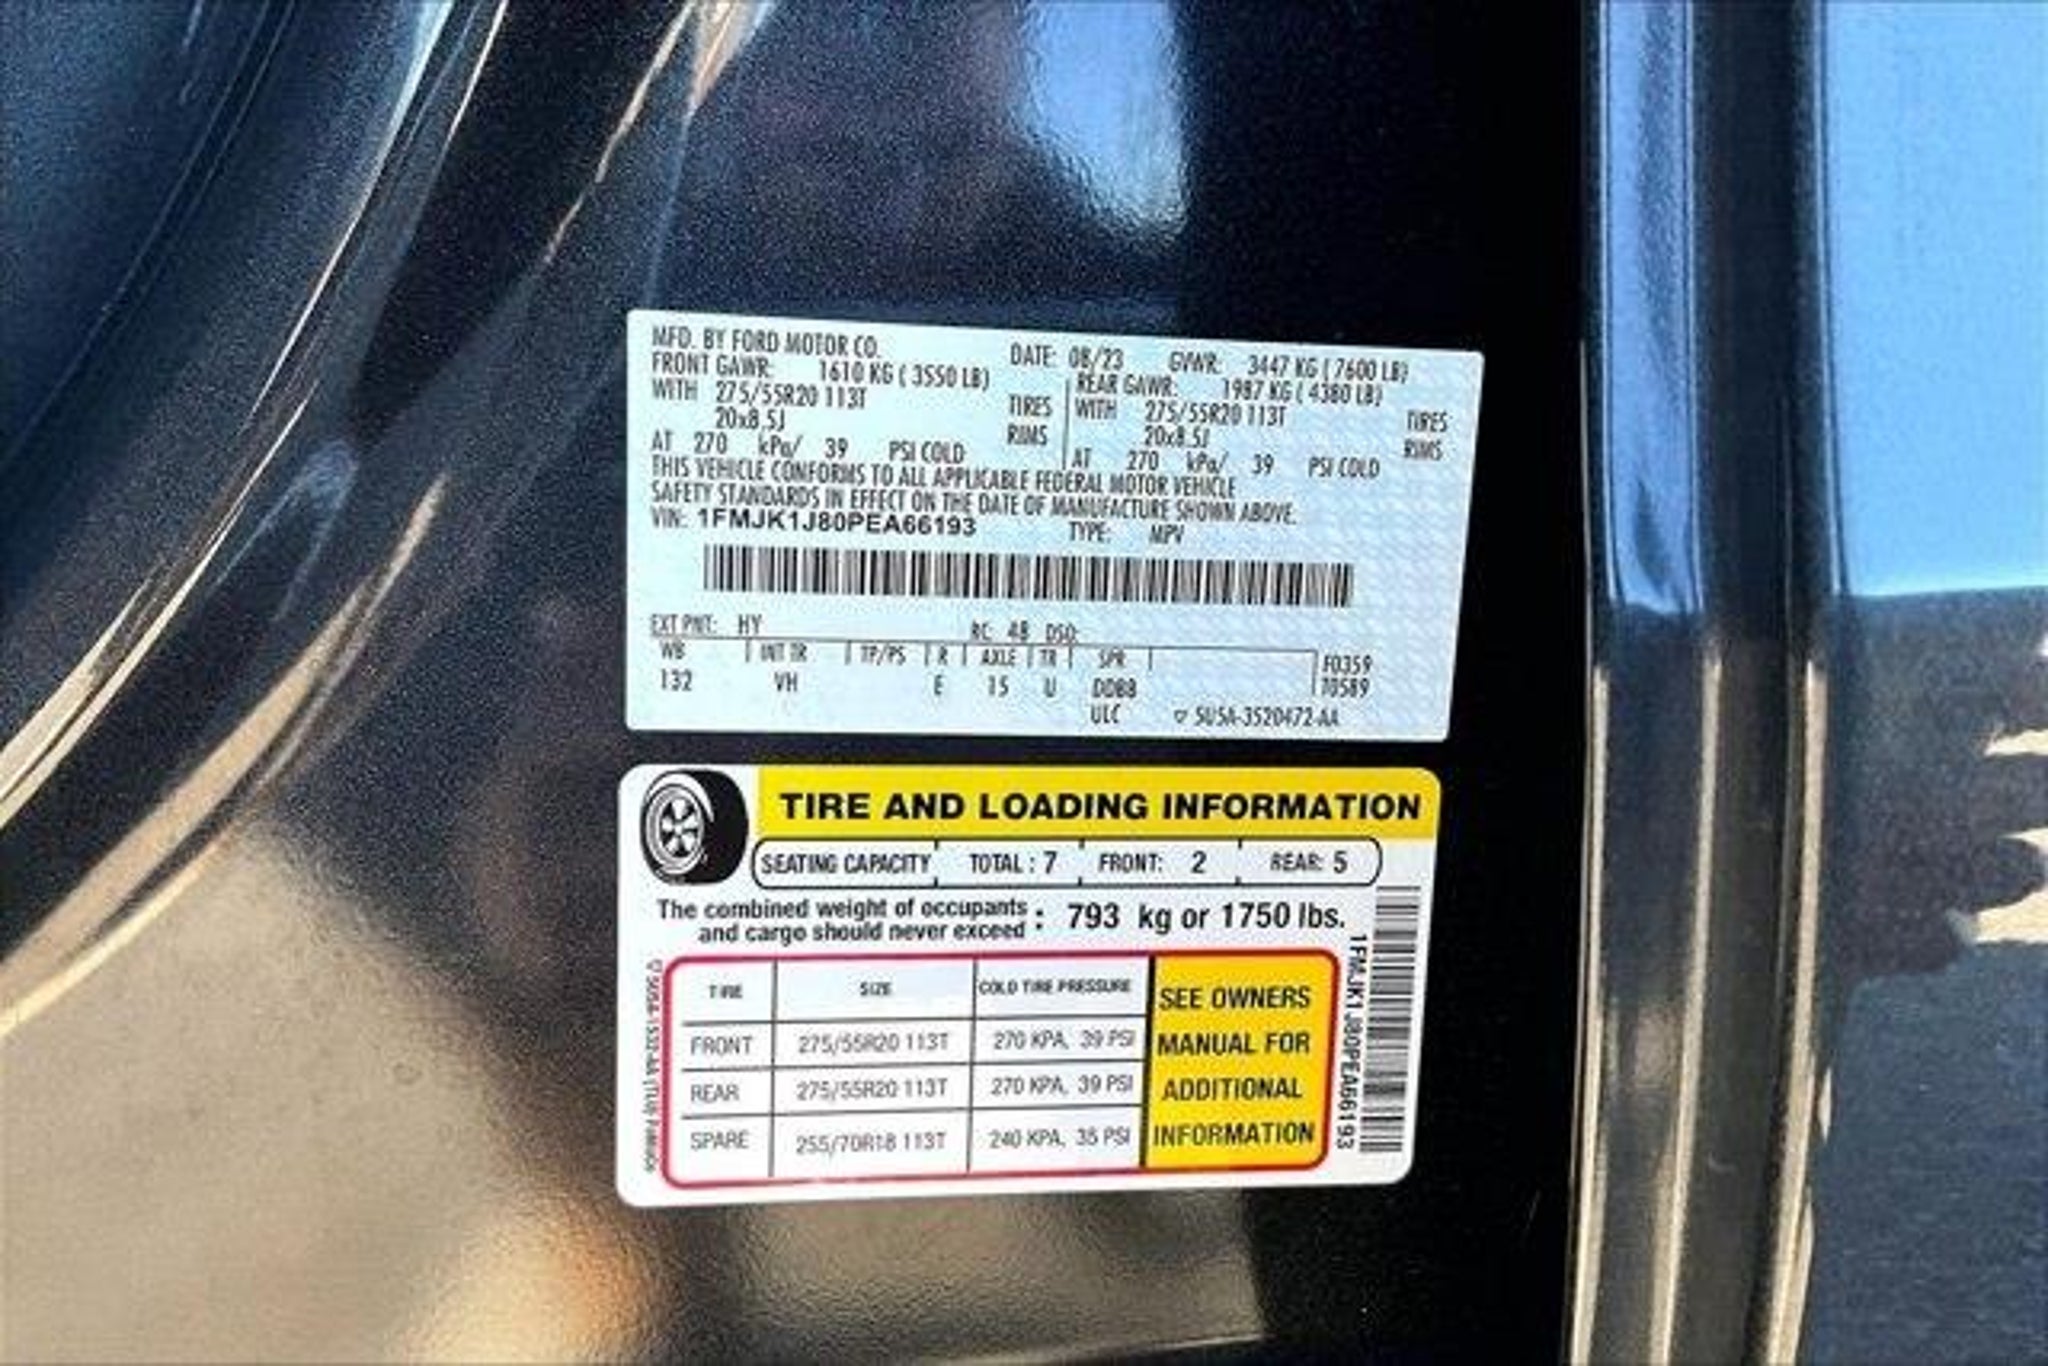 MFD. BY FORD MOTOR CO. DATE: 08/23 GVWR: 3447 KG ( 7600 LB)
FRONT GAWR: 1610 KG ( 3550 LB) REAR GAWR: 1987 KG ( 4380 LB)
WITH 275/55R20 113T TIRES WITH 275/55R20 113T TIRES
20x8.5J RIMS 20x8.5J RIMS
AT 270 kPa/ 39 PSI COLD AT 270 kPa/ 39 PSI COLD
THIS VEHICLE CONFORMS TO ALL APPLICABLE FEDERAL MOTOR VEHICLE
SAFETY STANDARDS IN EFFECT ON THE DATE OF MANUFACTURE SHOWN ABOVE.
VIN: 1FMJK1J80PEA66193 TYPE: MPV
EXT PNT: HY RC: 48 DSO:
WB INT TR TP/PS R AXLE TR SPR F0359
132 VH E 15 U DDBB T0589
ULC ▽ 5U5A-3520472-AA
TIRE AND LOADING INFORMATION
SEATING CAPACITY TOTAL : 7 FRONT: 2 REAR: 5
The combined weight of occupants
and cargo should never exceed : 793 kg or 1750 lbs.
TIRE SIZE COLD TIRE PRESSURE
FRONT 275/55R20 113T 270 KPA, 39 PSI
REAR 275/55R20 113T 270 KPA, 39 PSI
SPARE 255/70R18 113T 240 KPA, 35 PSI
SEE OWNERS
MANUAL FOR
ADDITIONAL
INFORMATION
1FMJK1J80PEA66193